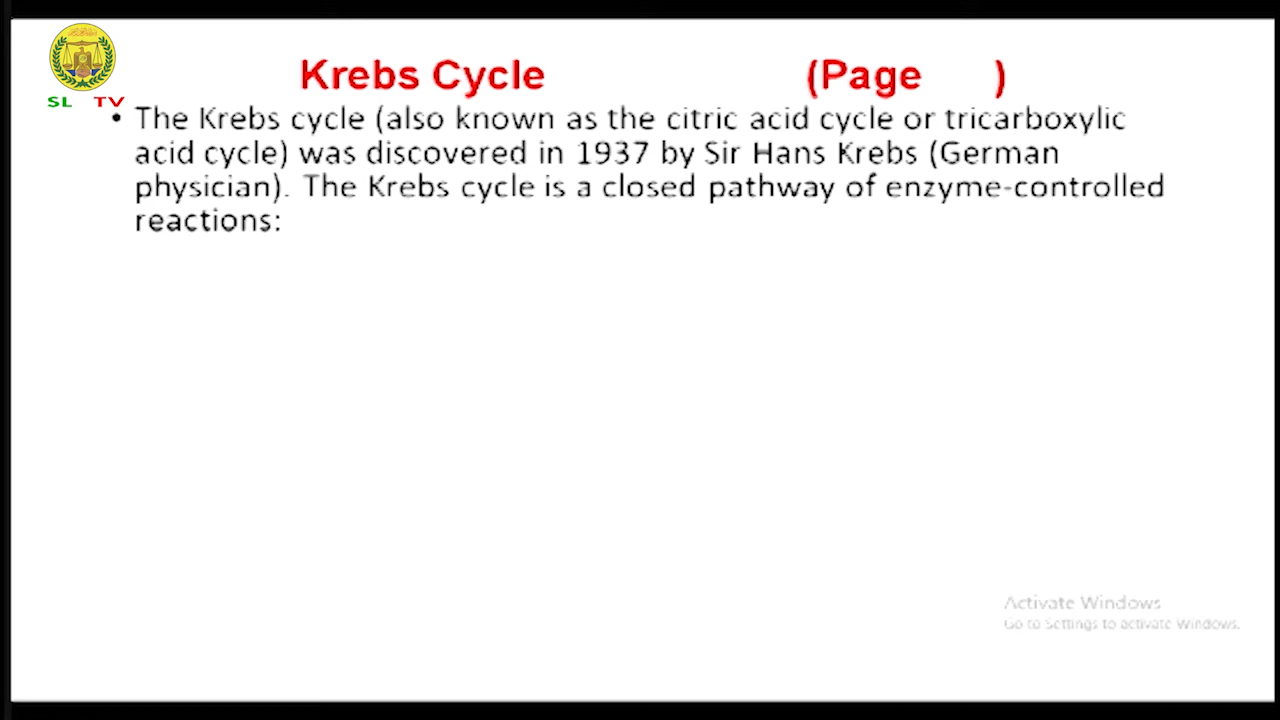 SL TV
Krebs Cycle (Page )
• The Krebs cycle (also known as the citric acid cycle or tricarboxylic
acid cycle) was discovered in 1937 by Sir Hans Krebs (German
physician). The Krebs cycle is a closed pathway of enzyme-controlled
reactions:
Activate Windows
Go to Settings to activate Windows.